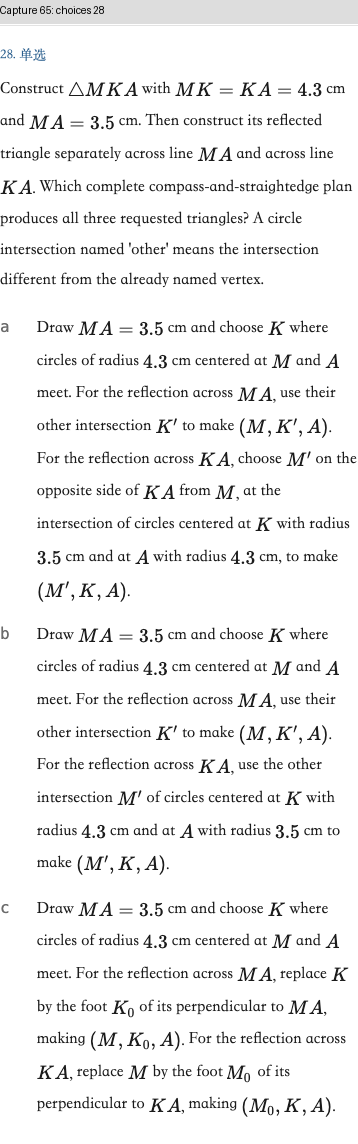 Capture 65: choices 28
28. 单选
Construct △MKA with MK = KA = 4.3 cm
and MA = 3.5 cm. Then construct its reflected
triangle separately across line MA and across line
KA. Which complete compass-and-straightedge plan
produces all three requested triangles? A circle
intersection named 'other' means the intersection
different from the already named vertex.
a Draw MA = 3.5 cm and choose K where
circles of radius 4.3 cm centered at M and A
meet. For the reflection across MA, use their
other intersection K′ to make (M, K′, A).
For the reflection across KA, choose M′ on the
opposite side of KA from M, at the
intersection of circles centered at K with radius
3.5 cm and at A with radius 4.3 cm, to make
(M′, K, A).
b Draw MA = 3.5 cm and choose K where
circles of radius 4.3 cm centered at M and A
meet. For the reflection across MA, use their
other intersection K′ to make (M, K′, A).
For the reflection across KA, use the other
intersection M′ of circles centered at K with
radius 4.3 cm and at A with radius 3.5 cm to
make (M′, K, A).
c Draw MA = 3.5 cm and choose K where
circles of radius 4.3 cm centered at M and A
meet. For the reflection across MA, replace K
by the foot K₀ of its perpendicular to MA,
making (M, K₀, A). For the reflection across
KA, replace M by the foot M₀ of its
perpendicular to KA, making (M₀, K, A).